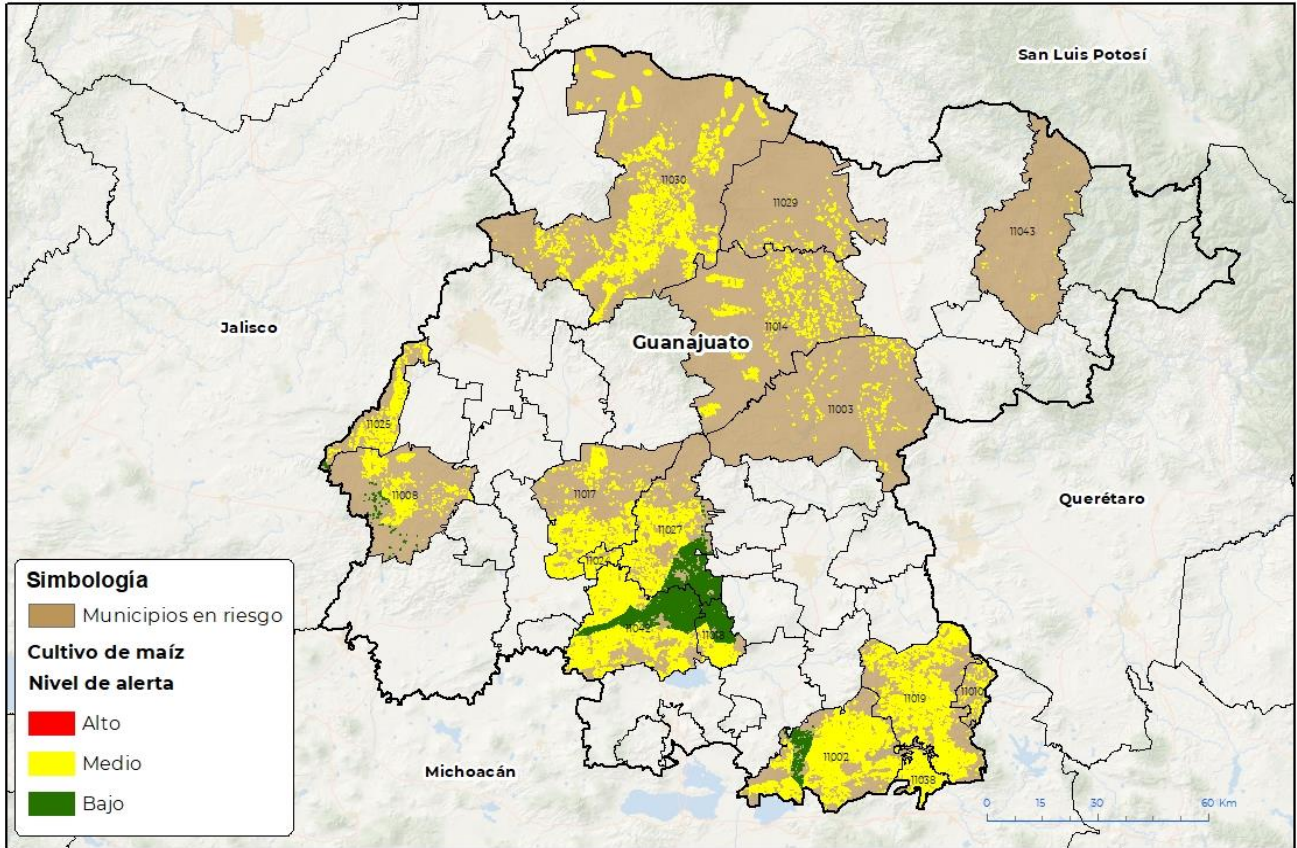 San Luis Potosí
11030
11029
11043
Jalisco
Guanajuato
11014
11003
11025
11008
11017
Querétaro
11027
Simbología
Municipios en riesgo
Cultivo de maíz
Nivel de alerta
Alto
Medio
Bajo
11019
11010
Michoacán
11002
11038
0 15 30 60 Km